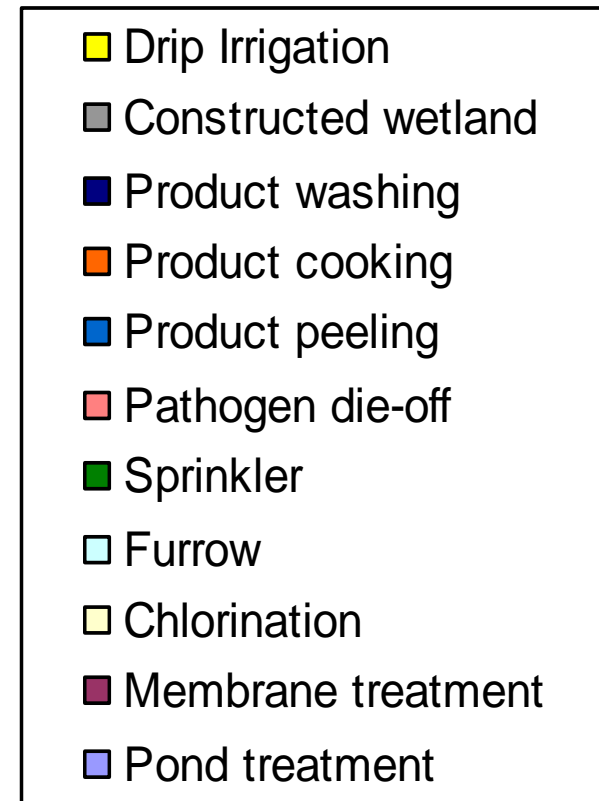 Drip Irrigation
Constructed wetland
Product washing
Product cooking
Product peeling
Pathogen die-off
Sprinkler
Furrow
Chlorination
Membrane treatment
Pond treatment